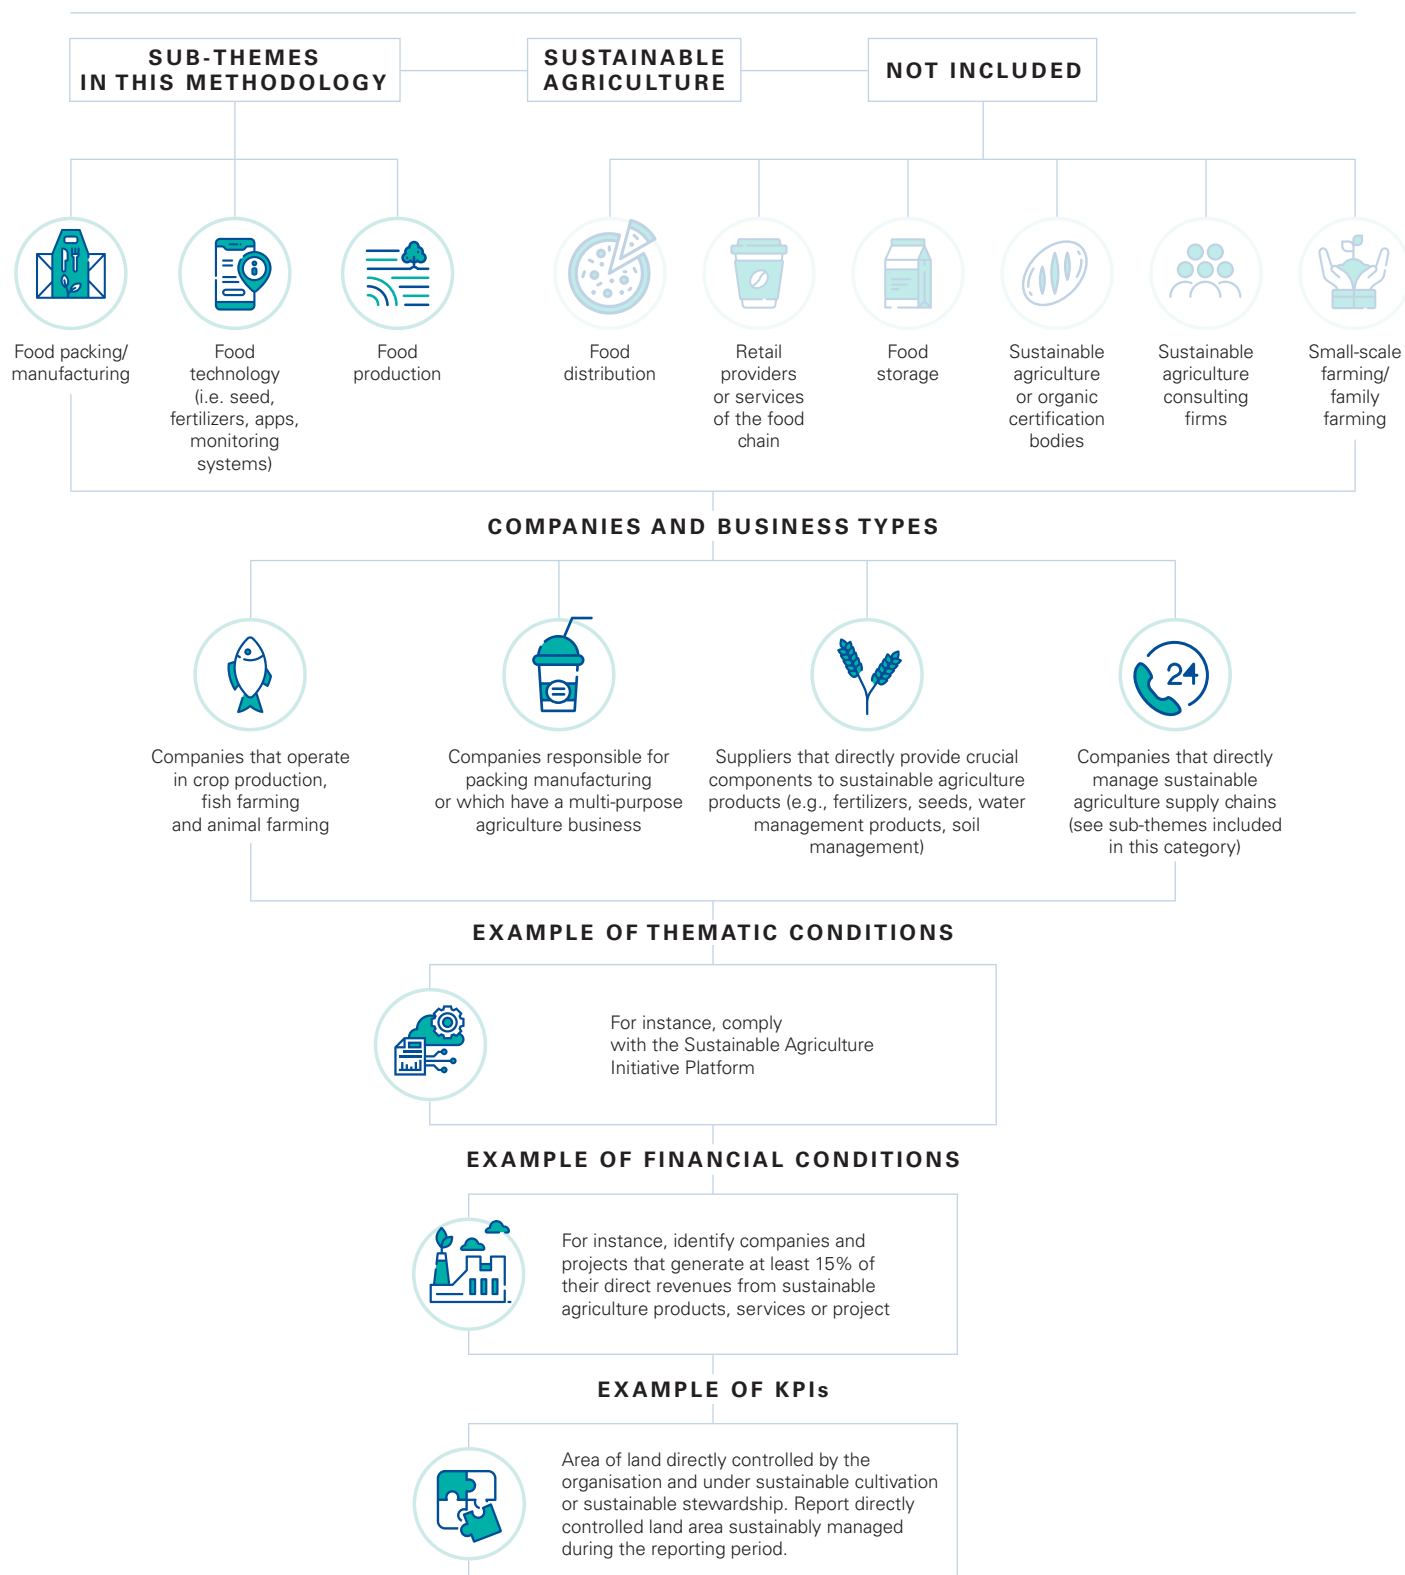 SUB-THEMES
IN THIS METHODOLOGY
SUSTAINABLE
AGRICULTURE
NOT INCLUDED
Food packing/
manufacturing
Food
technology
(i.e. seed,
fertilizers, apps,
monitoring
systems)
Food
production
Food
distribution
Retail
providers
or services
of the food
chain
Food
storage
Sustainable
agriculture
or organic
certification
bodies
Sustainable
agriculture
consulting
firms
Small-scale
farming/
family
farming
COMPANIES AND BUSINESS TYPES
24
Companies that operate
in crop production,
fish farming
and animal farming
Companies responsible for
packing manufacturing
or which have a multi-purpose
agriculture business
Suppliers that directly provide crucial
components to sustainable agriculture
products (e.g., fertilizers, seeds, water
management products, soil
management)
Companies that directly
manage sustainable
agriculture supply chains
(see sub-themes included
in this category)
EXAMPLE OF THEMATIC CONDITIONS
For instance, comply
with the Sustainable Agriculture
Initiative Platform
EXAMPLE OF FINANCIAL CONDITIONS
For instance, identify companies and
projects that generate at least 15% of
their direct revenues from sustainable
agriculture products, services or project
EXAMPLE OF KPIs
Area of land directly controlled by the
organisation and under sustainable cultivation
or sustainable stewardship. Report directly
controlled land area sustainably managed
during the reporting period.